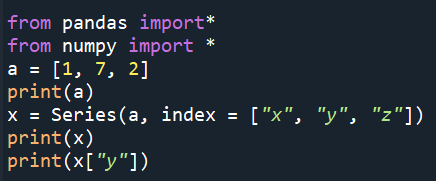 from pandas import*
from numpy import *
a = [1, 7, 2]
print(a)
x = Series(a, index = ["x", "y", "z"])
print(x)
print(x["y"])